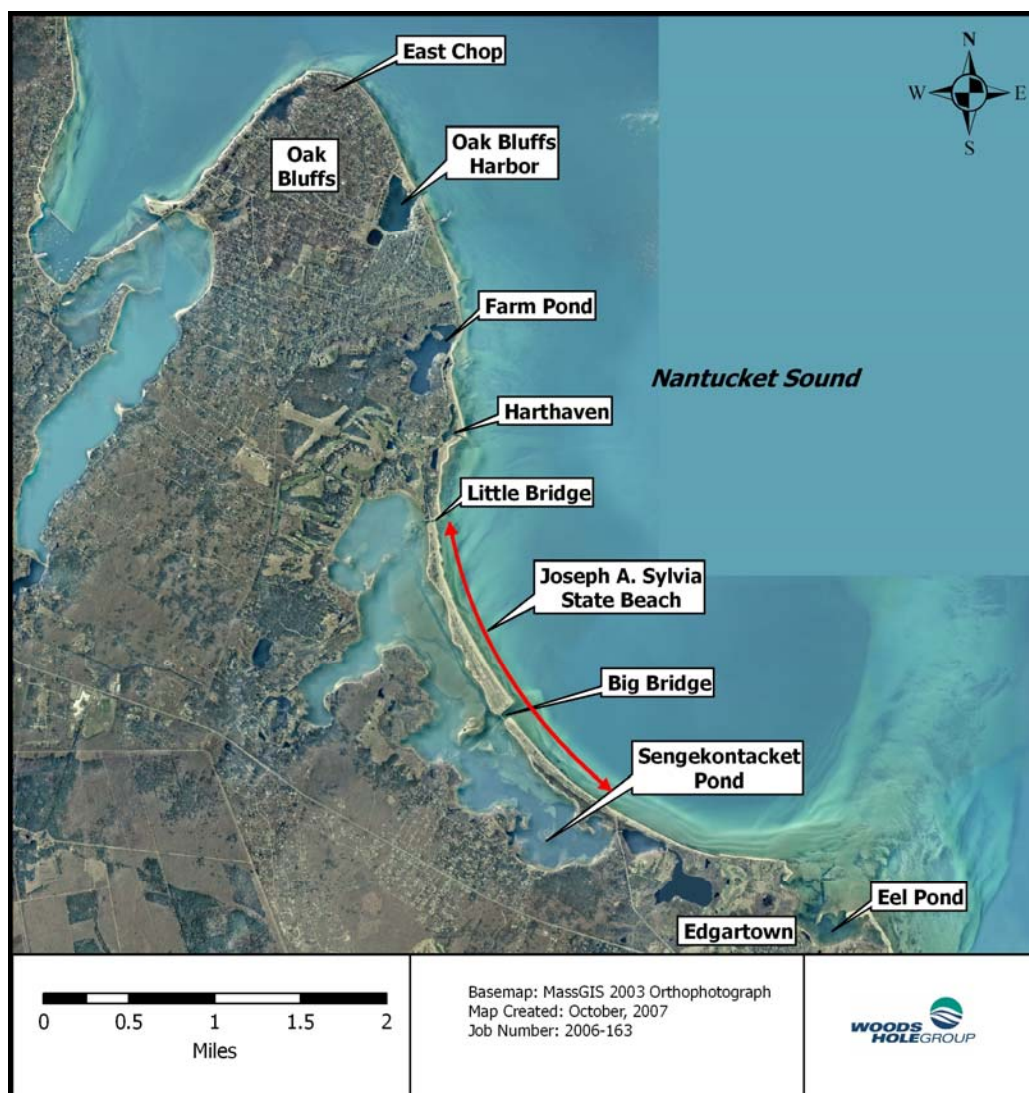 East Chop
N
W
E
S
Oak
Bluffs
Oak Bluffs
Harbor
Farm Pond
Nantucket Sound
Harthaven
Little Bridge
Joseph A. Sylvia
State Beach
Big Bridge
Sengekontacket
Pond
Eel Pond
Edgartown
0 0.5 1 1.5 2
Miles
Basemap: MassGIS 2003 Orthophotograph
Map Created: October, 2007
Job Number: 2006-163
WOODS
HOLEGROUP